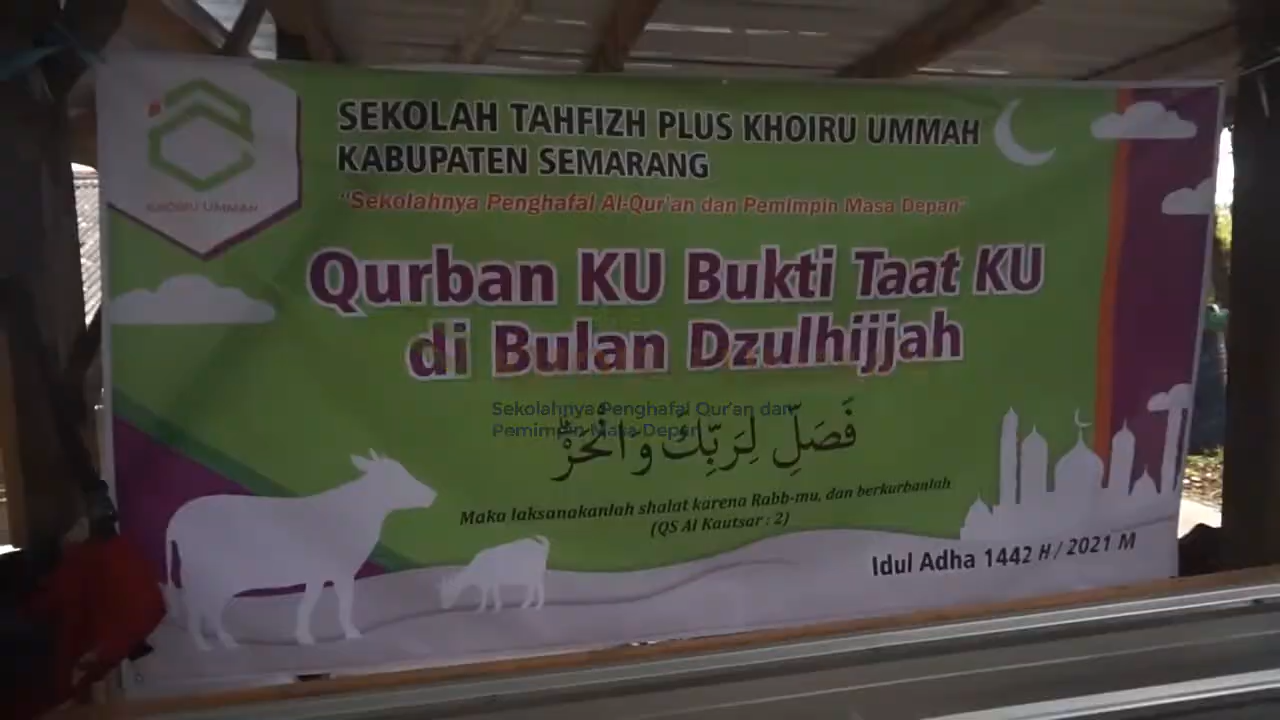 KHOIRU UMMAH
SEKOLAH TAHFIZH PLUS KHOIRU UMMAH
KABUPATEN SEMARANG
"Sekolahnya Penghafal Al-Qur'an dan Pemimpin Masa Depan"
Qurban KU Bukti Taat KU
di Bulan Dzulhijjah
Sekolahnya Penghafal Qur'an dan
Pemimpin Masa Depan
فَصَلِّ لِرَبِّكَ وَانْحَرْ
Maka laksanakanlah shalat karena Rabb-mu, dan berkurbanlah
(QS Al Kautsar : 2)
Idul Adha 1442 H / 2021 M